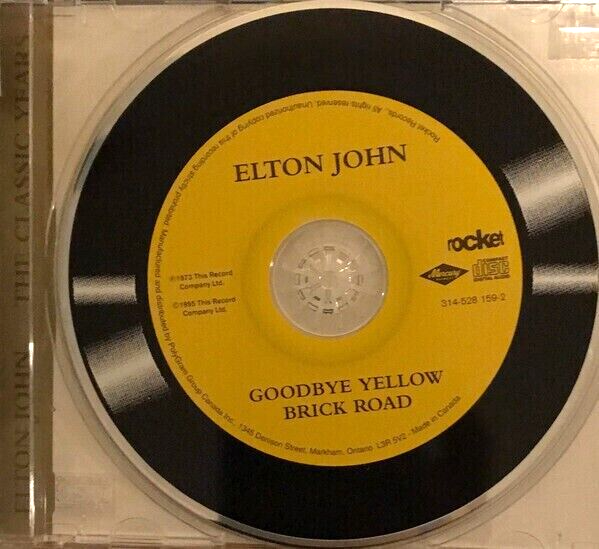 ELTON JOHN THE CLASSIC YEARS
Rocket Records. All rights reserved. Unauthorized copying of this recording strictly prohibited. Manufactured and distributed by PolyGram Group Canada Inc., 1345 Denison Street, Markham, Ontario L3R 5V2 - Made in Canada
ELTON JOHN
rocket
Mercury
COMPACT
disc
DIGITAL AUDIO
314-528 159-2
℗1973 This Record
Company Ltd.
©1995 This Record
Company Ltd.
GOODBYE YELLOW
BRICK ROAD